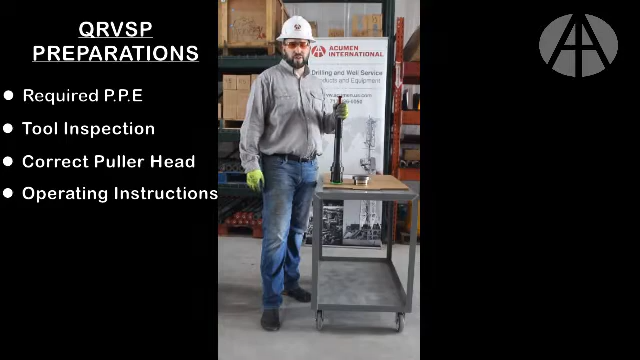 QRVSP
PREPARATIONS
Required P.P.E
Tool Inspection
Correct Puller Head
Operating Instructions
ACUMEN
INTERNATIONAL
Drilling and Well Service
Products and Equipment